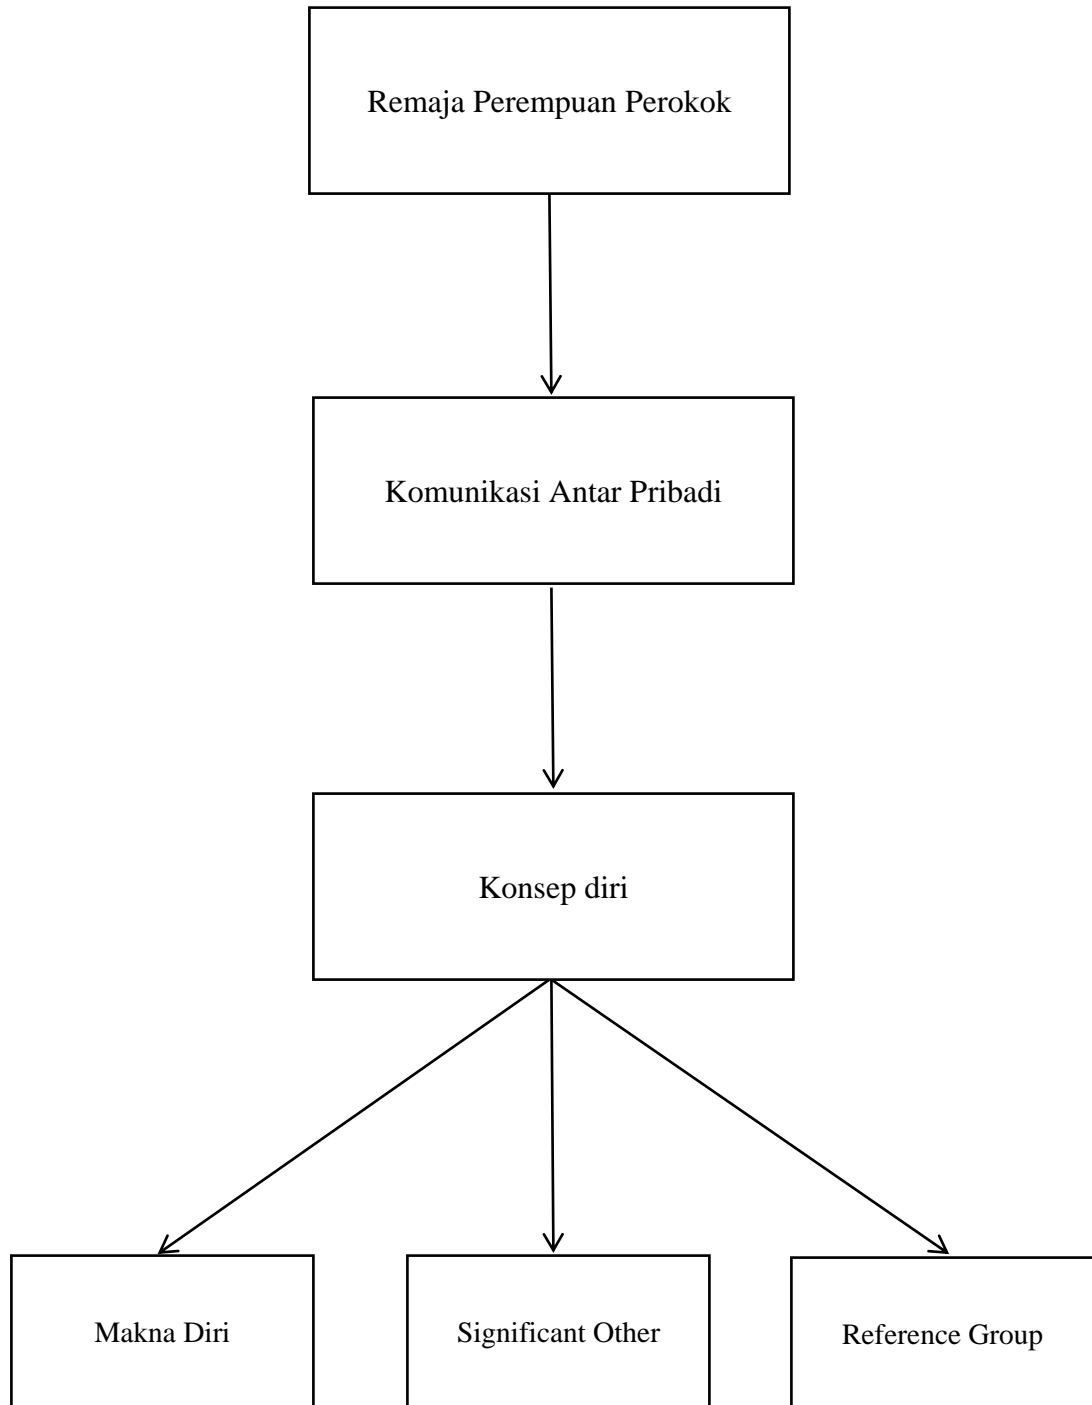 Remaja Perempuan Perokok
Komunikasi Antar Pribadi
Konsep diri
Makna Diri
Significant Other
Reference Group